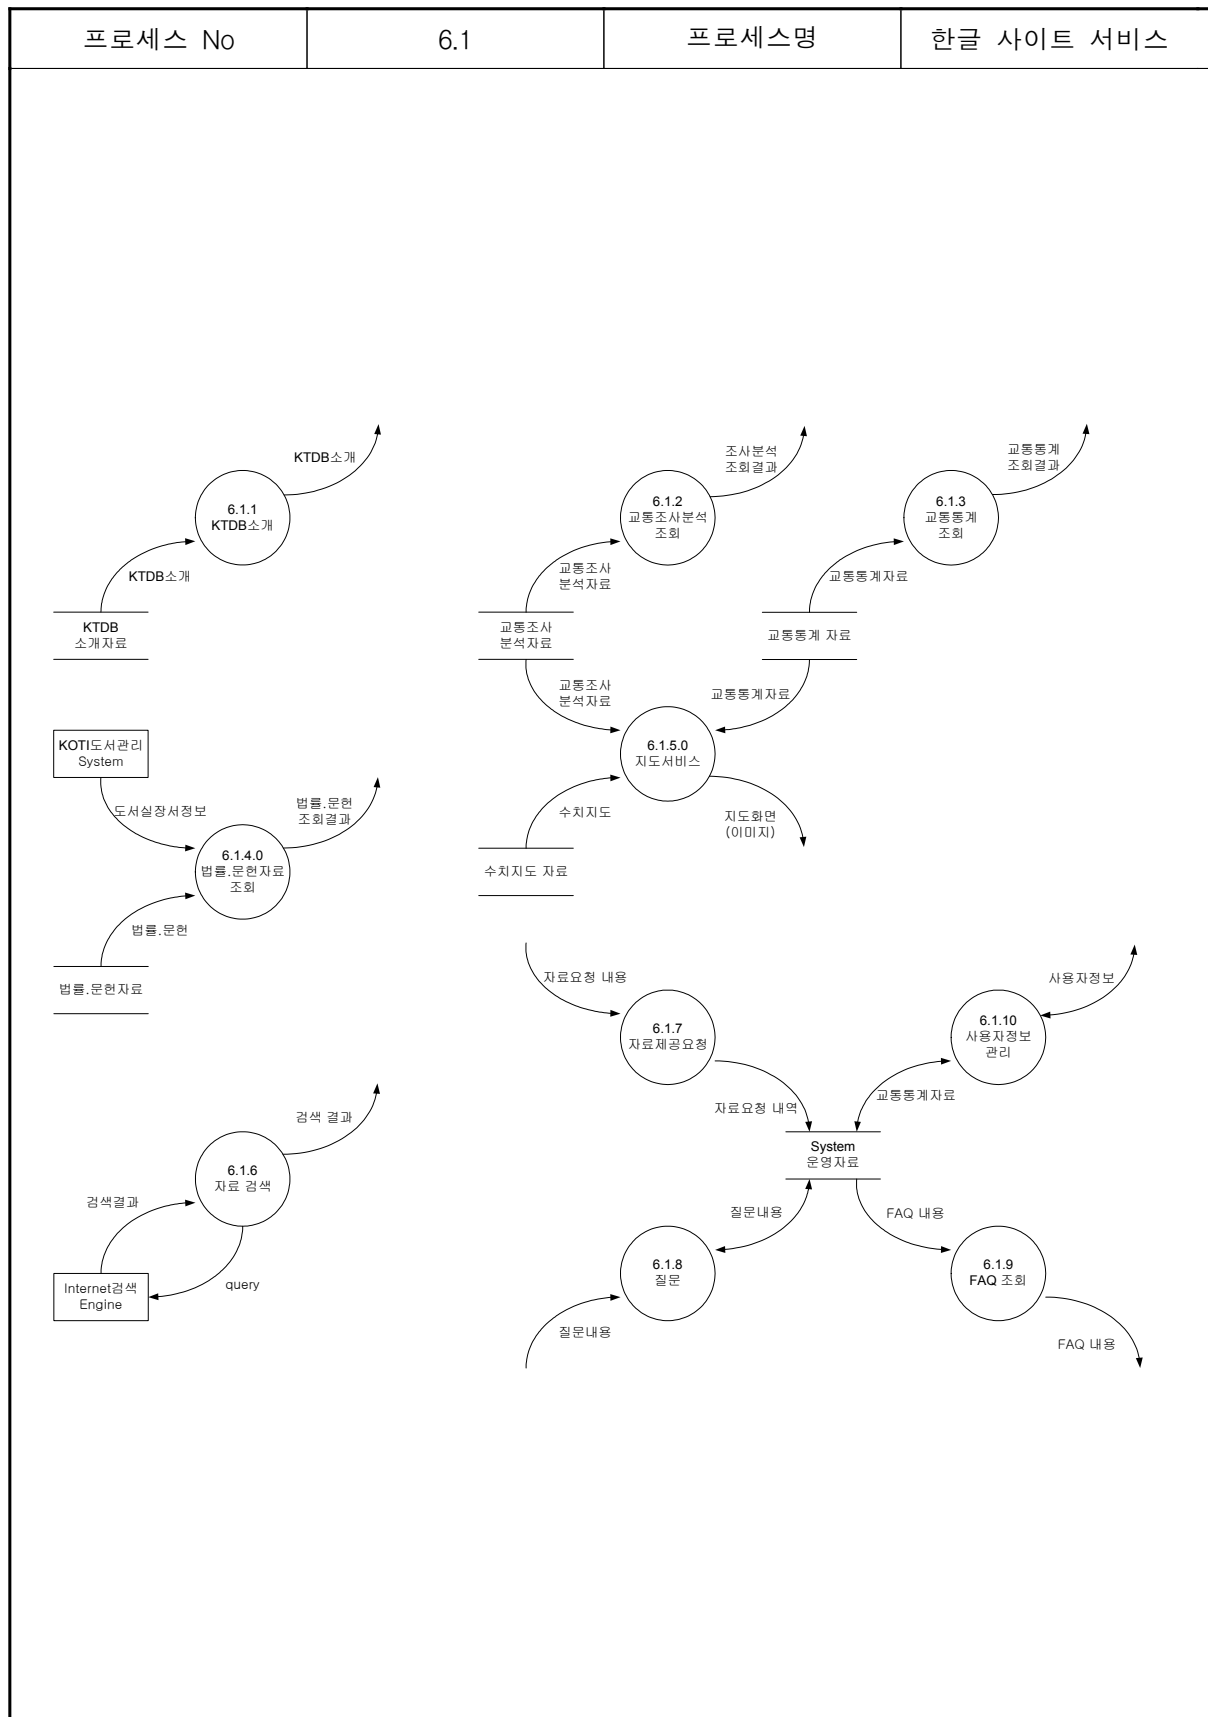 프로세스 No
6.1
프로세스명
한글 사이트 서비스
KTDB소개
6.1.1
KTDB소개
KTDB소개
KTDB
소개자료
조사분석
조회결과
6.1.2
교통조사분석
조회
교통조사
분석자료
교통조사
분석자료
교통통계
조회결과
6.1.3
교통통계
조회
교통통계자료
교통통계 자료
교통조사
분석자료
교통통계자료
6.1.5.0
지도서비스
수치지도
지도화면
(이미지)
수치지도 자료
KOTI도서관리
System
도서실장서정보
법률.문헌
조회결과
6.1.4.0
법률.문헌자료
조회
법률.문헌
법률.문헌자료
자료요청 내용
6.1.7
자료제공요청
자료요청 내역
사용자정보
6.1.10
사용자정보
관리
교통통계자료
System
운영자료
검색 결과
6.1.6
자료 검색
검색결과
Internet검색
Engine
query
질문내용
6.1.8
질문
질문내용
FAQ 내용
6.1.9
FAQ 조회
FAQ 내용